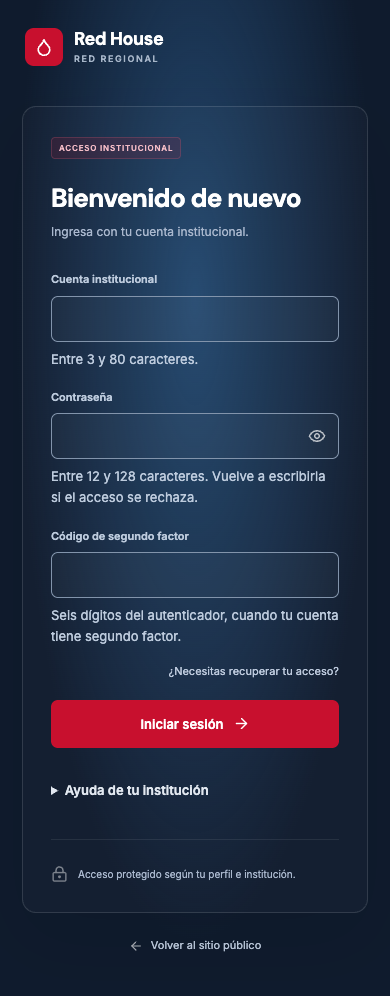 Red House
RED REGIONAL
ACCESO INSTITUCIONAL
Bienvenido de nuevo
Ingresa con tu cuenta institucional.
Cuenta institucional
Entre 3 y 80 caracteres.
Contraseña
Entre 12 y 128 caracteres. Vuelve a escribirla
si el acceso se rechaza.
Código de segundo factor
Seis dígitos del autenticador, cuando tu cuenta
tiene segundo factor.
¿Necesitas recuperar tu acceso?
Iniciar sesión →
Ayuda de tu institución
Acceso protegido según tu perfil e institución.
← Volver al sitio público